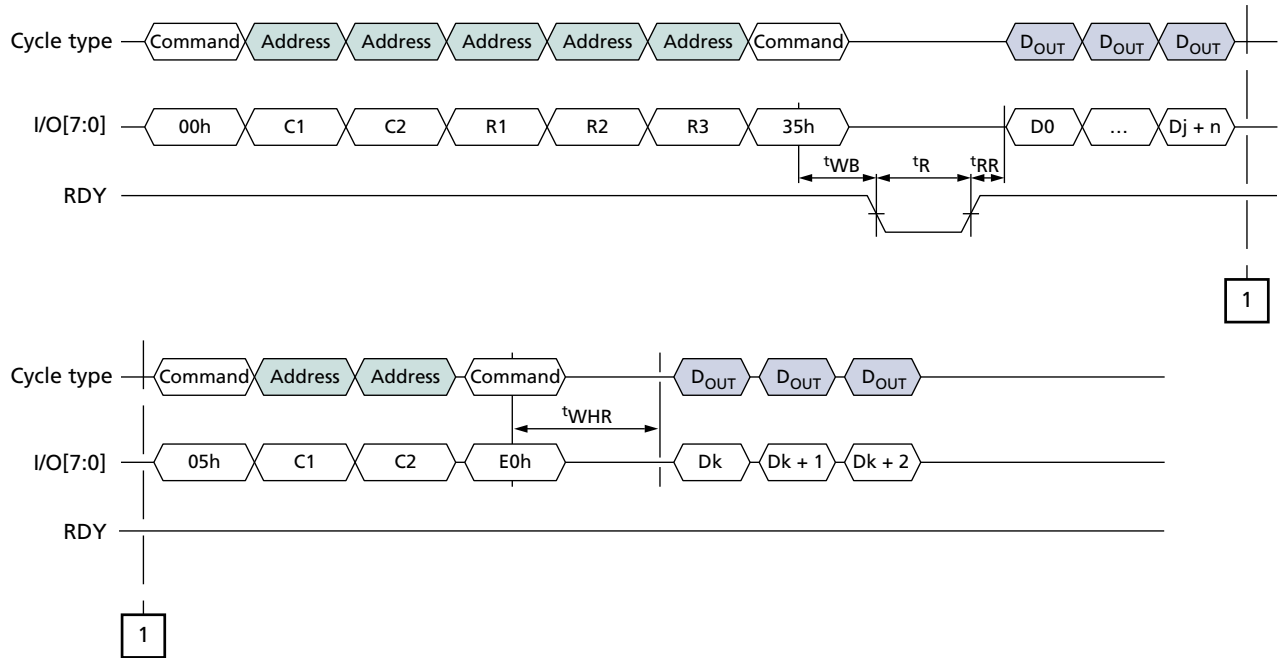 Cycle type Command Address Address Address Address Address Command DOUT DOUT DOUT
I/O[7:0] 00h C1 C2 R1 R2 R3 35h D0 … Dj + n
tWB tR tRR
RDY
1
Cycle type Command Address Address Command DOUT DOUT DOUT
tWHR
I/O[7:0] 05h C1 C2 E0h Dk Dk + 1 Dk + 2
RDY
1